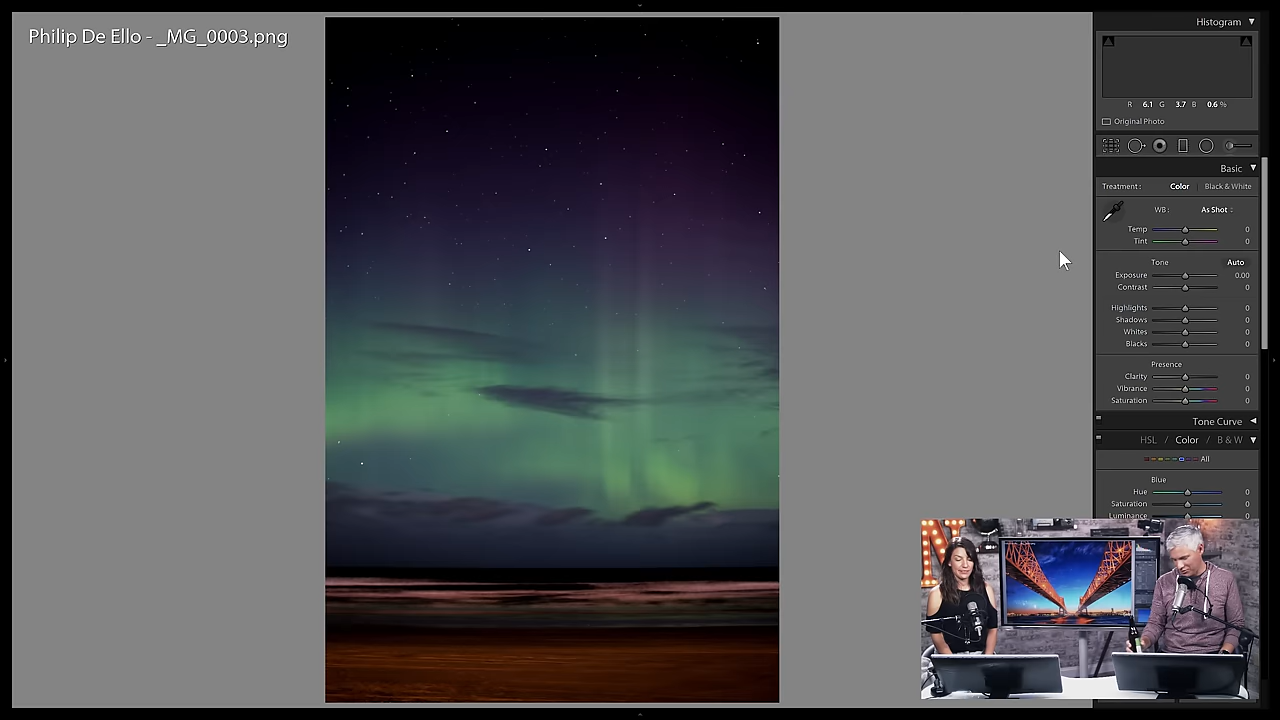 Philip De Ello - _MG_0003.png
Histogram
R 6.1 G 3.7 B 0.6 %
Original Photo
Basic
Treatment : Color Black & White
WB : As Shot
Temp 0
Tint 0
Tone Auto
Exposure 0.00
Contrast 0
Highlights 0
Shadows 0
Whites 0
Blacks 0
Presence
Clarity 0
Vibrance 0
Saturation 0
Tone Curve
HSL / Color / B & W
All
Blue
Hue 0
Saturation 0
Luminance 0